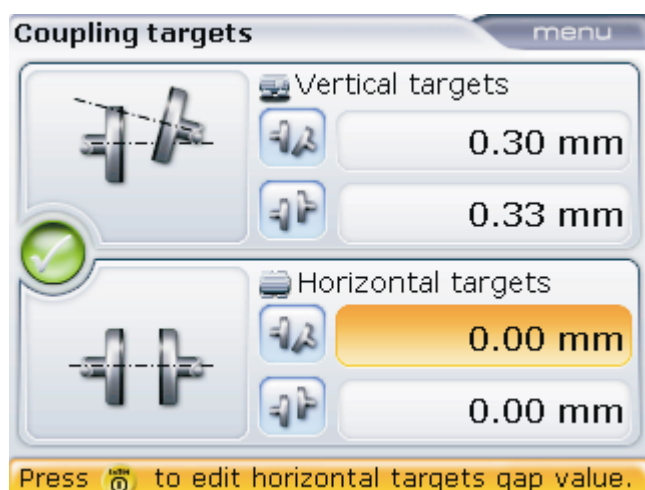 Coupling targets
menu
Vertical targets
0.30 mm
0.33 mm
Horizontal targets
0.00 mm
0.00 mm
Press 0 to edit horizontal targets gap value.